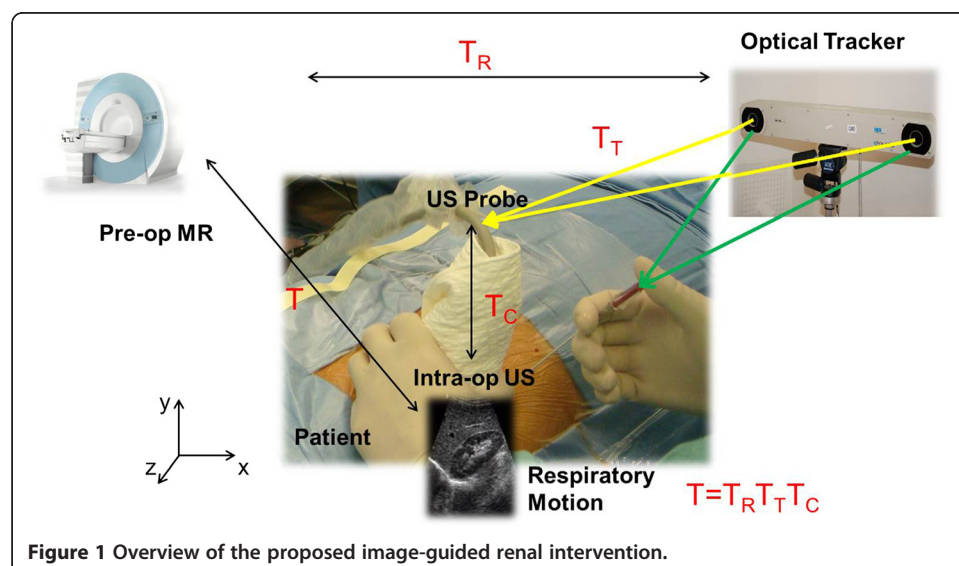 T_R
Optical Tracker
T_T
US Probe
Pre-op MR
T
T_C
Intra-op US
y
z
x
Patient
Respiratory
Motion
T=T_RT_TT_C
Figure 1 Overview of the proposed image-guided renal intervention.